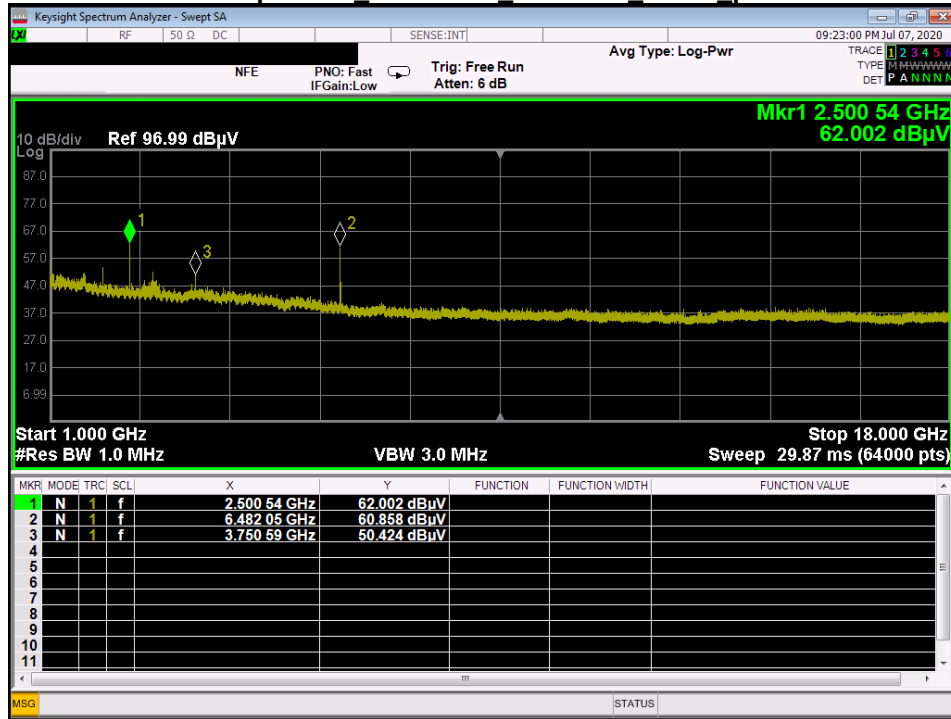 Keysight Spectrum Analyzer - Swept SA
LXI RF 50 Ω DC SENSE:INT 09:23:00 PM Jul 07, 2020
NFE PNO: Fast Trig: Free Run Avg Type: Log-Pwr TRACE 1 2 3 4 5 6
IFGain:Low Atten: 6 dB TYPE M M W W W W W
DET P A N N N N
Mkr1 2.500 54 GHz
62.002 dBµV
10 dB/div Ref 96.99 dBµV
Log
87.0
77.0
67.0
57.0
47.0
37.0
27.0
17.0
6.99
1
2
3
Start 1.000 GHz Stop 18.000 GHz
#Res BW 1.0 MHz VBW 3.0 MHz Sweep 29.87 ms (64000 pts)
MKR MODE TRC SCL X Y FUNCTION FUNCTION WIDTH FUNCTION VALUE
1 N 1 f 2.500 54 GHz 62.002 dBµV
2 N 1 f 6.482 05 GHz 60.858 dBµV
3 N 1 f 3.750 59 GHz 50.424 dBµV
4
5
6
7
8
9
10
11
MSG STATUS